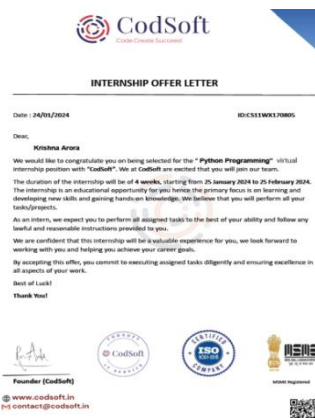 CodSoft
Code.Create.Succeed
INTERNSHIP OFFER LETTER
Date : 24/01/2024 ID:CS11WX170805
Dear,
Krishna Arora
We would like to congratulate you on being selected for the " Python Programming" virtual
internship position with "CodSoft". We at CodSoft are excited that you will join our team.
The duration of the internship will be of 4 weeks, starting from 25 January 2024 to 25 February 2024.
The internship is an educational opportunity for you hence the primary focus is on learning and
developing new skills and gaining hands-on knowledge. We believe that you will perform all your
tasks/projects.
As an intern, we expect you to perform all assigned tasks to the best of your ability and follow any
lawful and reasonable instructions provided to you.
We are confident that this internship will be a valuable experience for you, we look forward to
working with you and helping you achieve your career goals.
By accepting this offer, you commit to executing assigned tasks diligently and ensuring excellence in
all aspects of your work.
Best of Luck!
Thank You!
CodSoft
CERTIFIED
ISO
COMPANY
Founder (CodSoft)
MSME Registered
www.codsoft.in
contact@codsoft.in